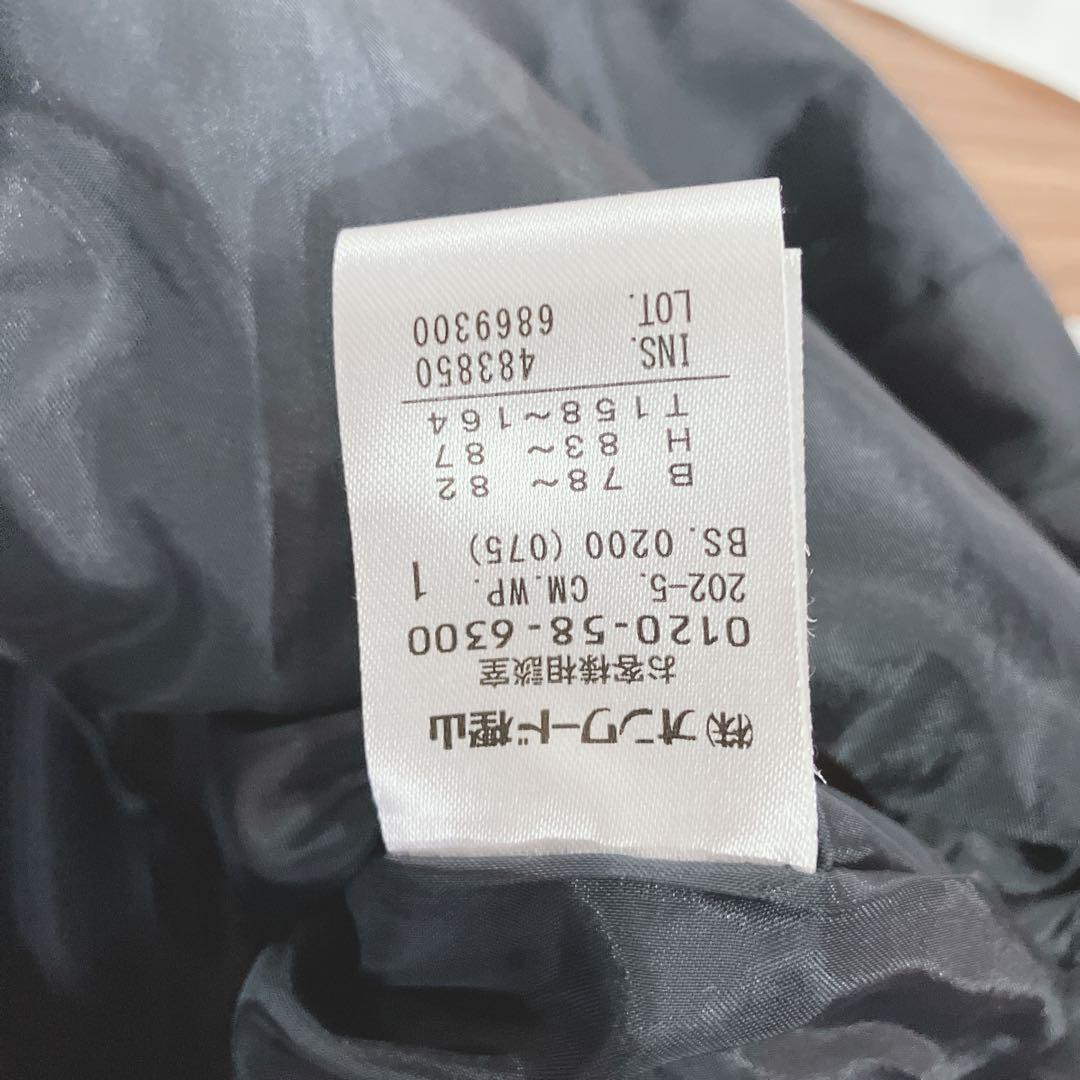 ㈱オンワード樫山
お客様相談室
0120-58-6300
202-5. CM.WP. 1
BS. 0200 (075)
B 78~ 82
H 83~ 87
T158~164
INS. 483850
LOT. 6869300